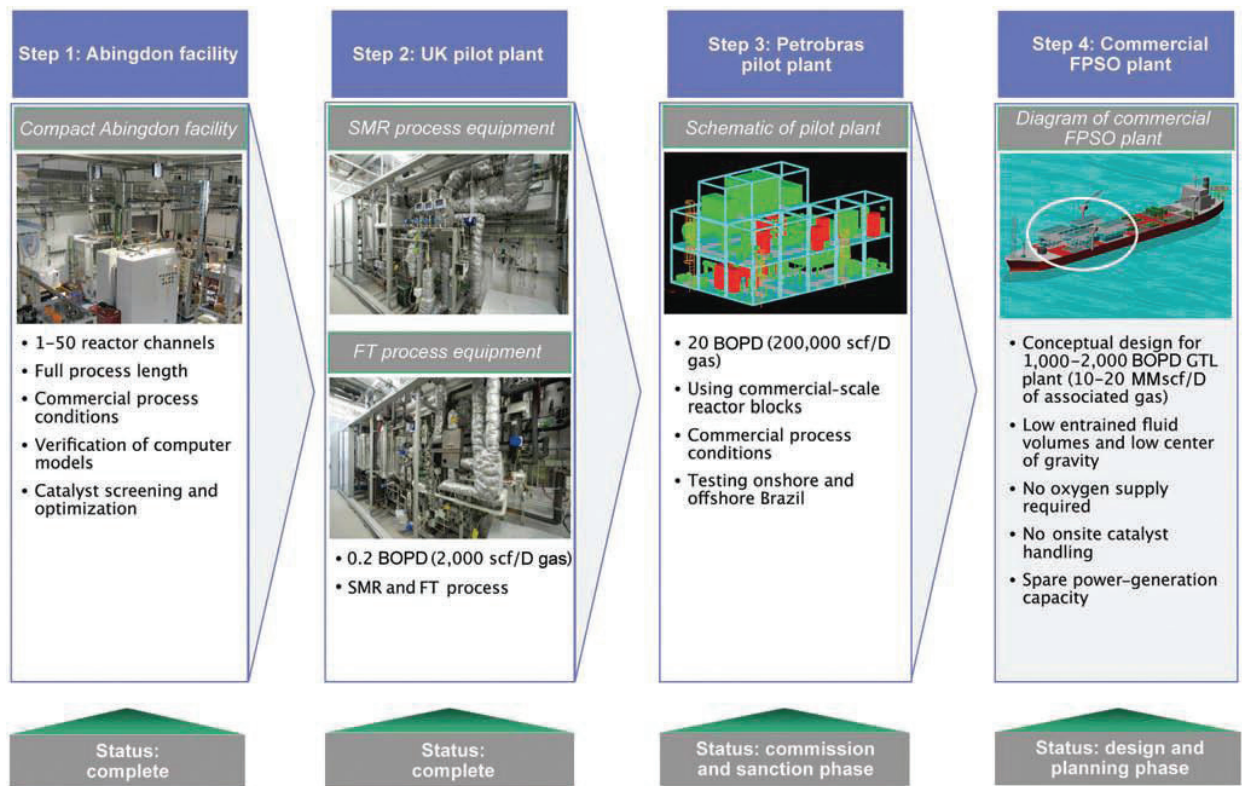 Step 1: Abingdon facility
Compact Abingdon facility
• 1–50 reactor channels
• Full process length
• Commercial process
conditions
• Verification of computer
models
• Catalyst screening and
optimization
Status:
complete
Step 2: UK pilot plant
SMR process equipment
FT process equipment
• 0.2 BOPD (2,000 scf/D gas)
• SMR and FT process
Status:
complete
Step 3: Petrobras
pilot plant
Schematic of pilot plant
• 20 BOPD (200,000 scf/D
gas)
• Using commercial-scale
reactor blocks
• Commercial process
conditions
• Testing onshore and
offshore Brazil
Status: commission
and sanction phase
Step 4: Commercial
FPSO plant
Diagram of commercial
FPSO plant
• Conceptual design for
1,000–2,000 BOPD GTL
plant (10–20 MMscf/D
of associated gas)
• Low entrained fluid
volumes and low center
of gravity
• No oxygen supply
required
• No onsite catalyst
handling
• Spare power-generation
capacity
Status: design and
planning phase